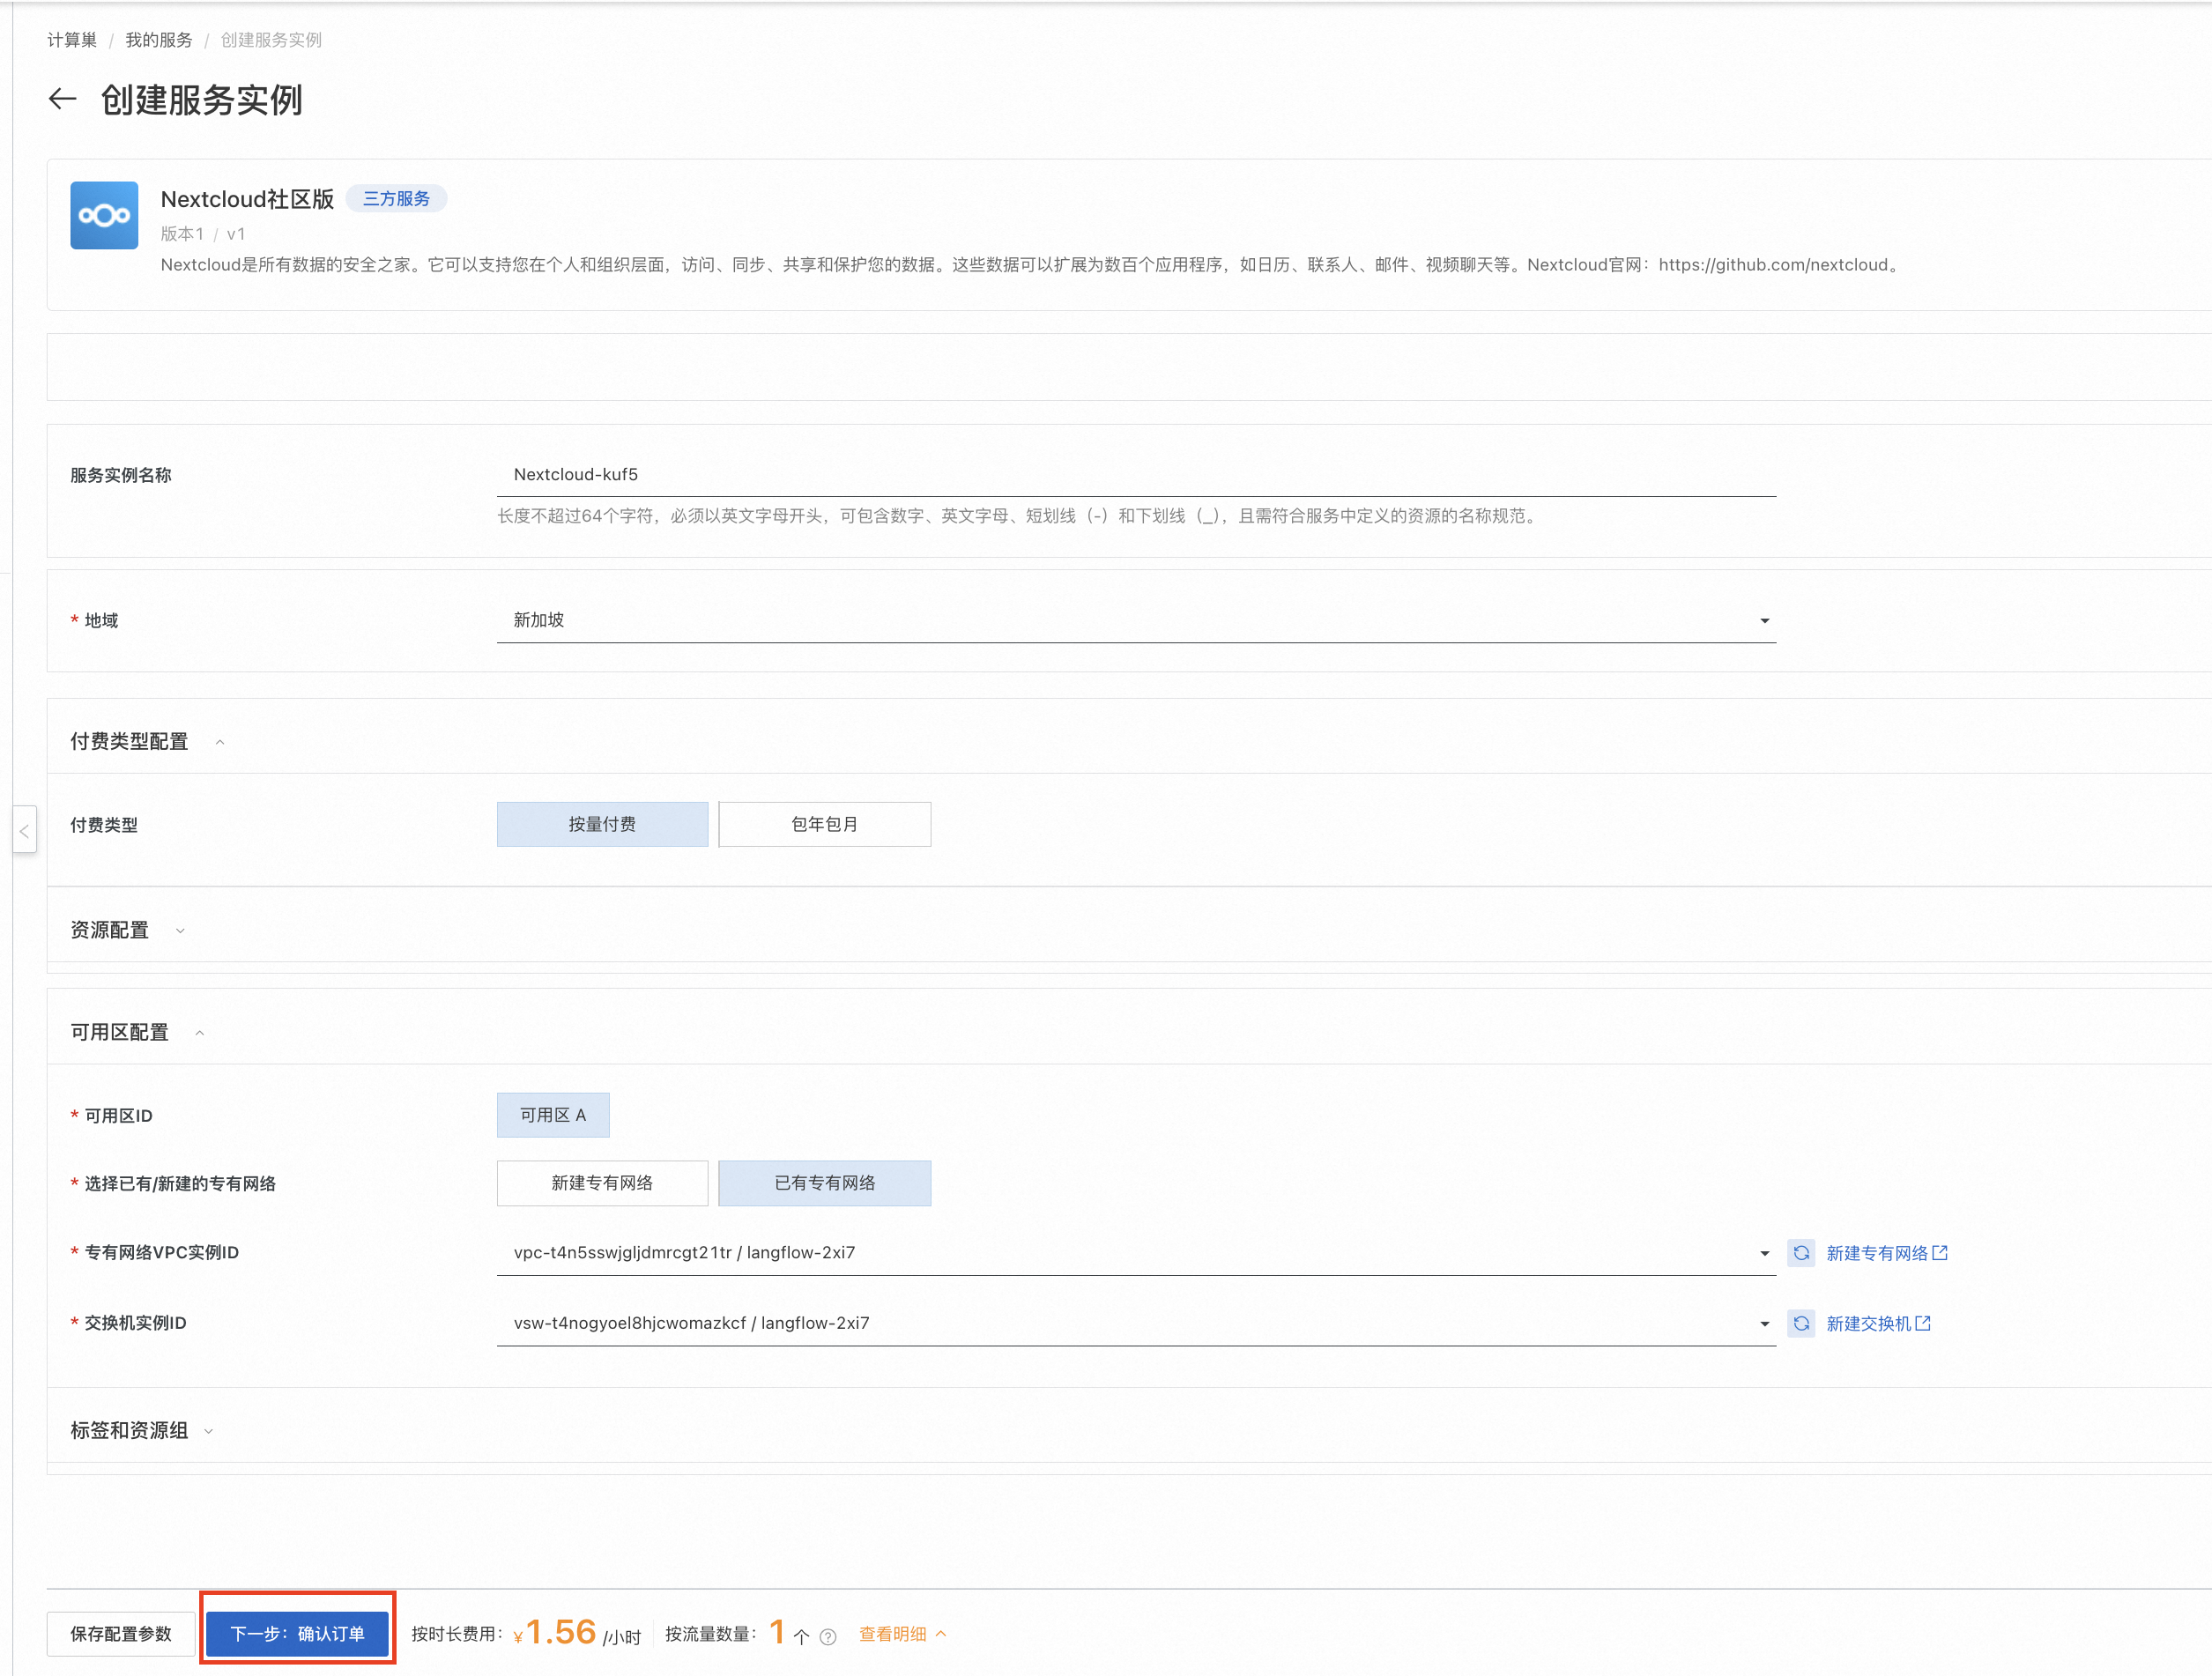 计算巢 / 我的服务 / 创建服务实例
创建服务实例
Nextcloud社区版 三方服务
版本1 / v1
Nextcloud是所有数据的安全之家。它可以支持您在个人和组织层面，访问、同步、共享和保护您的数据。这些数据可以扩展为数百个应用程序，如日历、联系人、邮件、视频聊天等。Nextcloud官网：https://github.com/nextcloud。
服务实例名称 Nextcloud-kuf5
长度不超过64个字符，必须以英文字母开头，可包含数字、英文字母、短划线（-）和下划线（_），且需符合服务中定义的资源的名称规范。
* 地域 新加坡
付费类型配置
付费类型 按量付费 包年包月
资源配置
可用区配置
* 可用区ID 可用区 A
* 选择已有/新建的专有网络 新建专有网络 已有专有网络
* 专有网络VPC实例ID vpc-t4n5sswjgljdmrcgt21tr / langflow-2xi7 新建专有网络
* 交换机实例ID vsw-t4nogyoel8hjcwomazkcf / langflow-2xi7 新建交换机
标签和资源组
保存配置参数 下一步：确认订单 按时长费用：¥1.56 /小时 按流量数量：1 个 查看明细